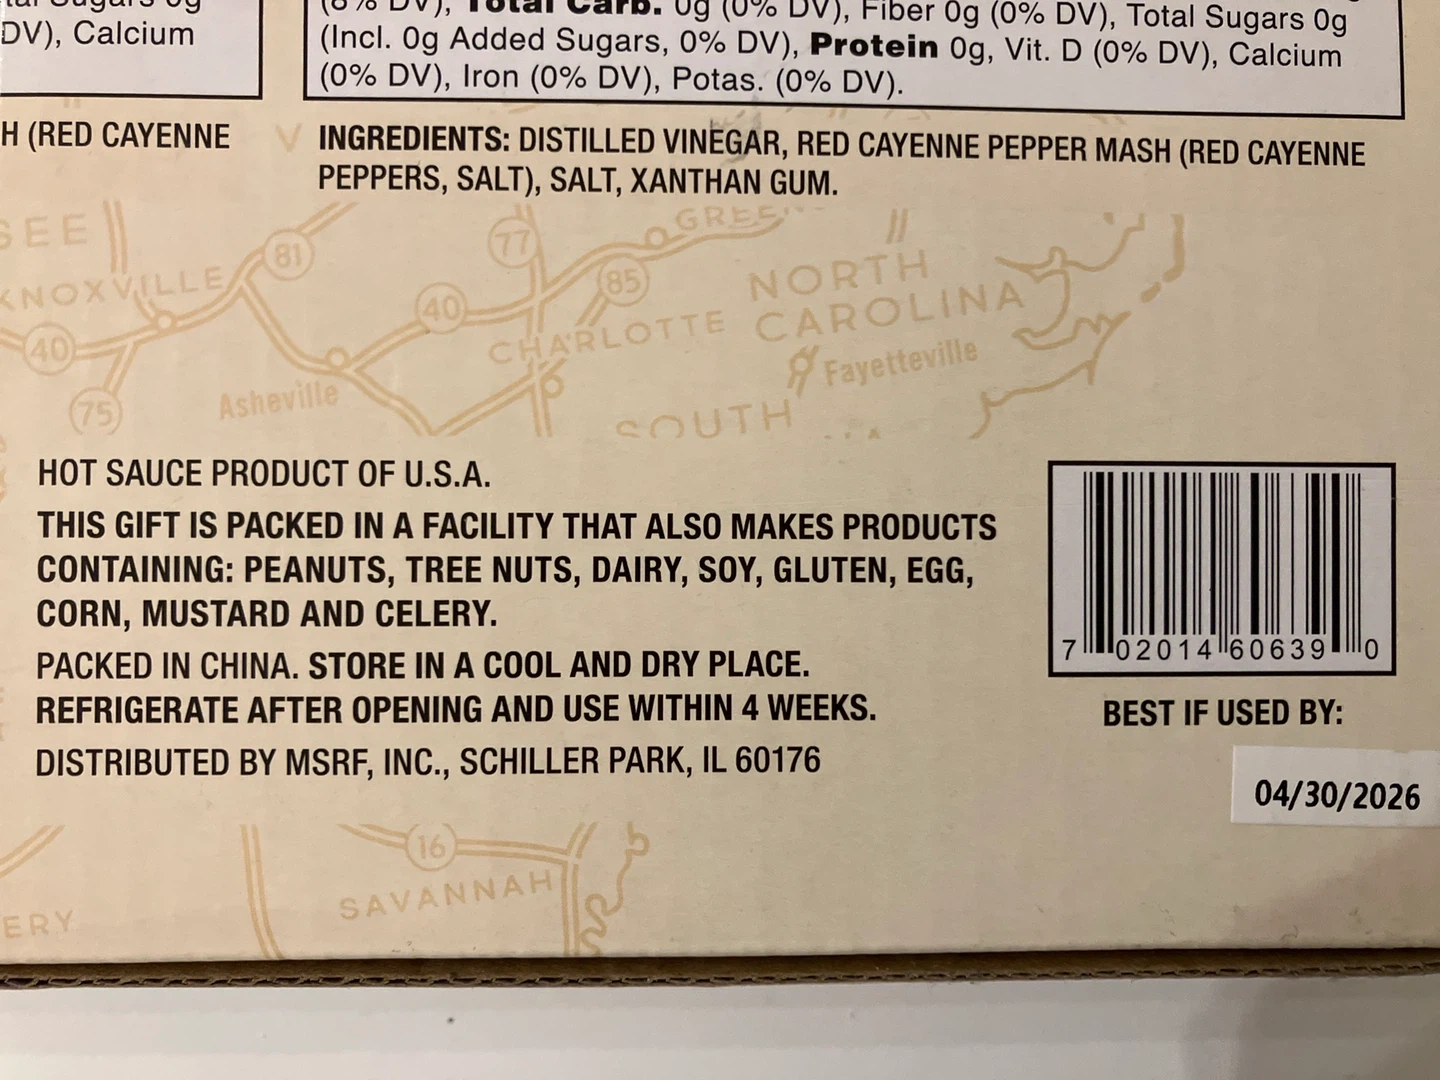 Sugars 0g
DV), Calcium
(8% DV), Total Carb. 0g (0% DV), Fiber 0g (0% DV), Total Sugars 0g
(Incl. 0g Added Sugars, 0% DV), Protein 0g, Vit. D (0% DV), Calcium
(0% DV), Iron (0% DV), Potas. (0% DV).
H (RED CAYENNE
INGREDIENTS: DISTILLED VINEGAR, RED CAYENNE PEPPER MASH (RED CAYENNE
PEPPERS, SALT), SALT, XANTHAN GUM.
SEE
KNOXVILLE
81
77
GREE
40
85
NORTH
CAROLINA
CHARLOTTE
40
75
Asheville
Fayetteville
SOUTH
HOT SAUCE PRODUCT OF U.S.A.
THIS GIFT IS PACKED IN A FACILITY THAT ALSO MAKES PRODUCTS
CONTAINING: PEANUTS, TREE NUTS, DAIRY, SOY, GLUTEN, EGG,
CORN, MUSTARD AND CELERY.
PACKED IN CHINA. STORE IN A COOL AND DRY PLACE.
REFRIGERATE AFTER OPENING AND USE WITHIN 4 WEEKS.
DISTRIBUTED BY MSRF, INC., SCHILLER PARK, IL 60176
7 02014 60639 0
BEST IF USED BY:
04/30/2026
16
SAVANNAH
ERY